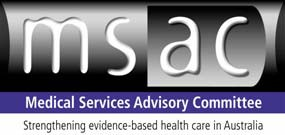 msac
Medical Services Advisory Committee
Strengthening evidence-based health care in Australia